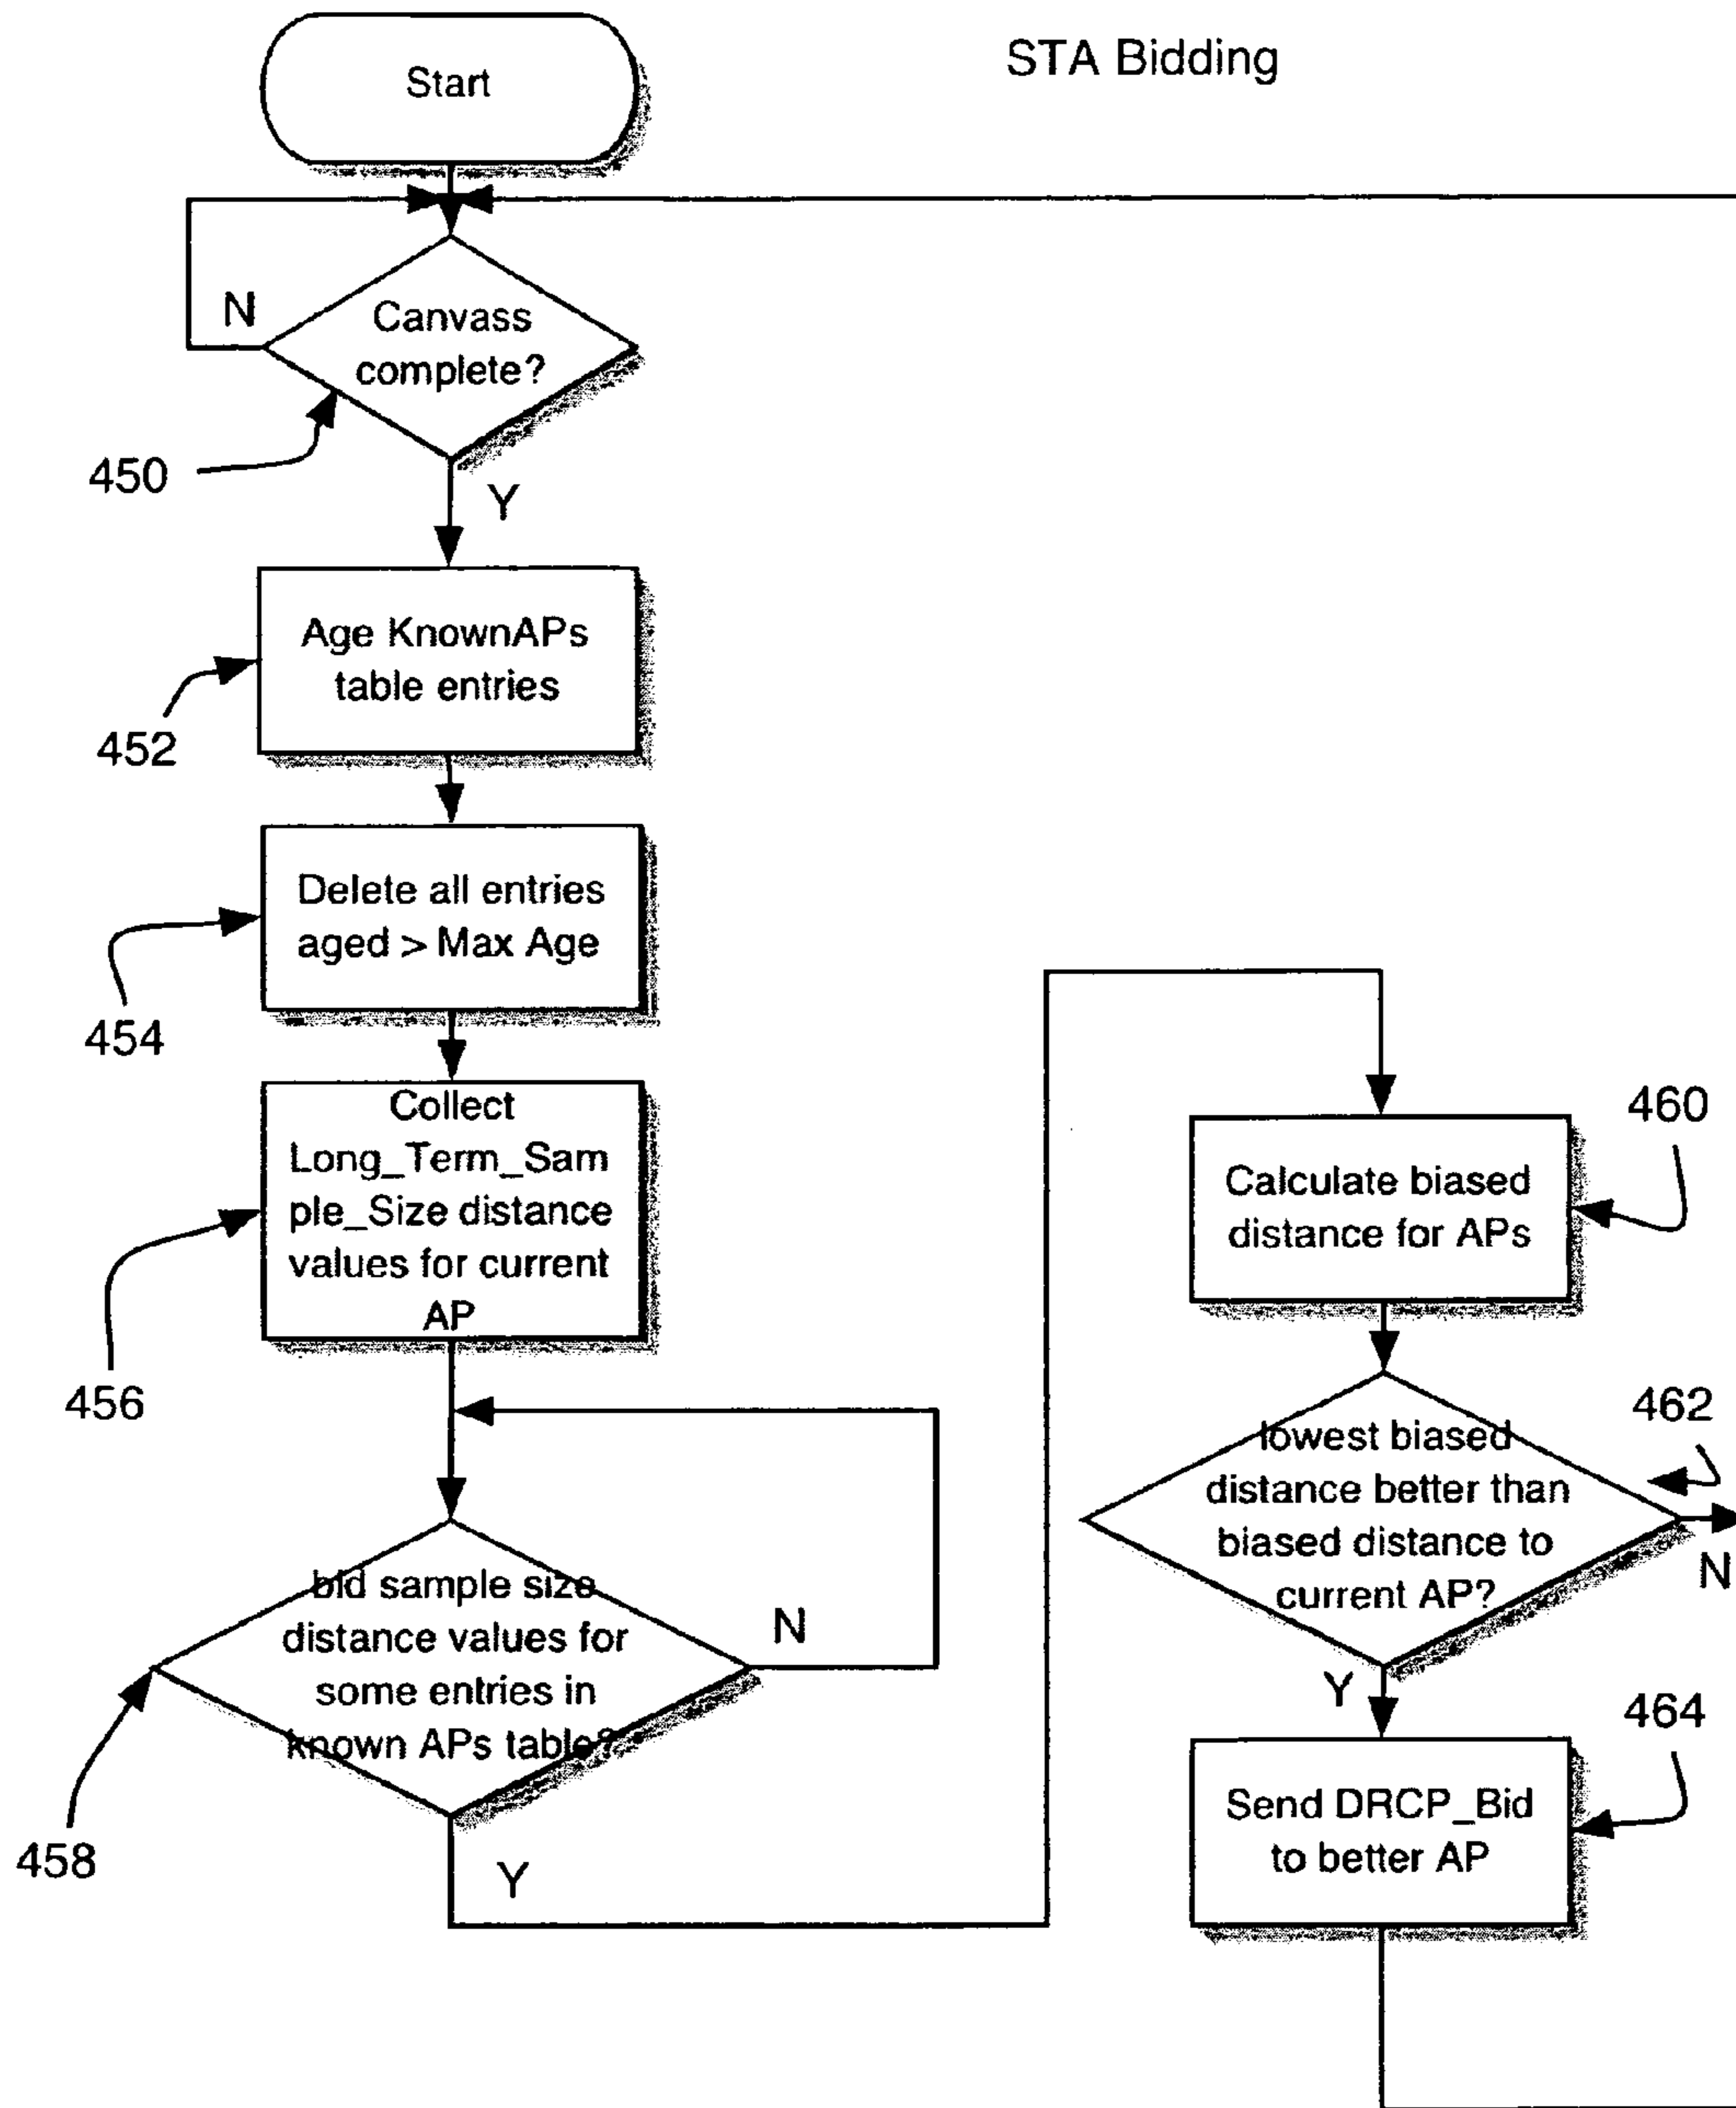 STA Bidding
Start
Canvass
complete?
N
450
Y
Age KnownAPs
table entries
452
Delete all entries
aged > Max Age
454
Collect
Long_Term_Sam
ple_Size distance
values for current
AP
456
bid sample size
distance values for
some entries in
known APs table?
N
458
Y
Calculate biased
distance for APs
460
lowest biased
distance better than
biased distance to
current AP?
462
N
Y
Send DRCP_Bid
to better AP
464